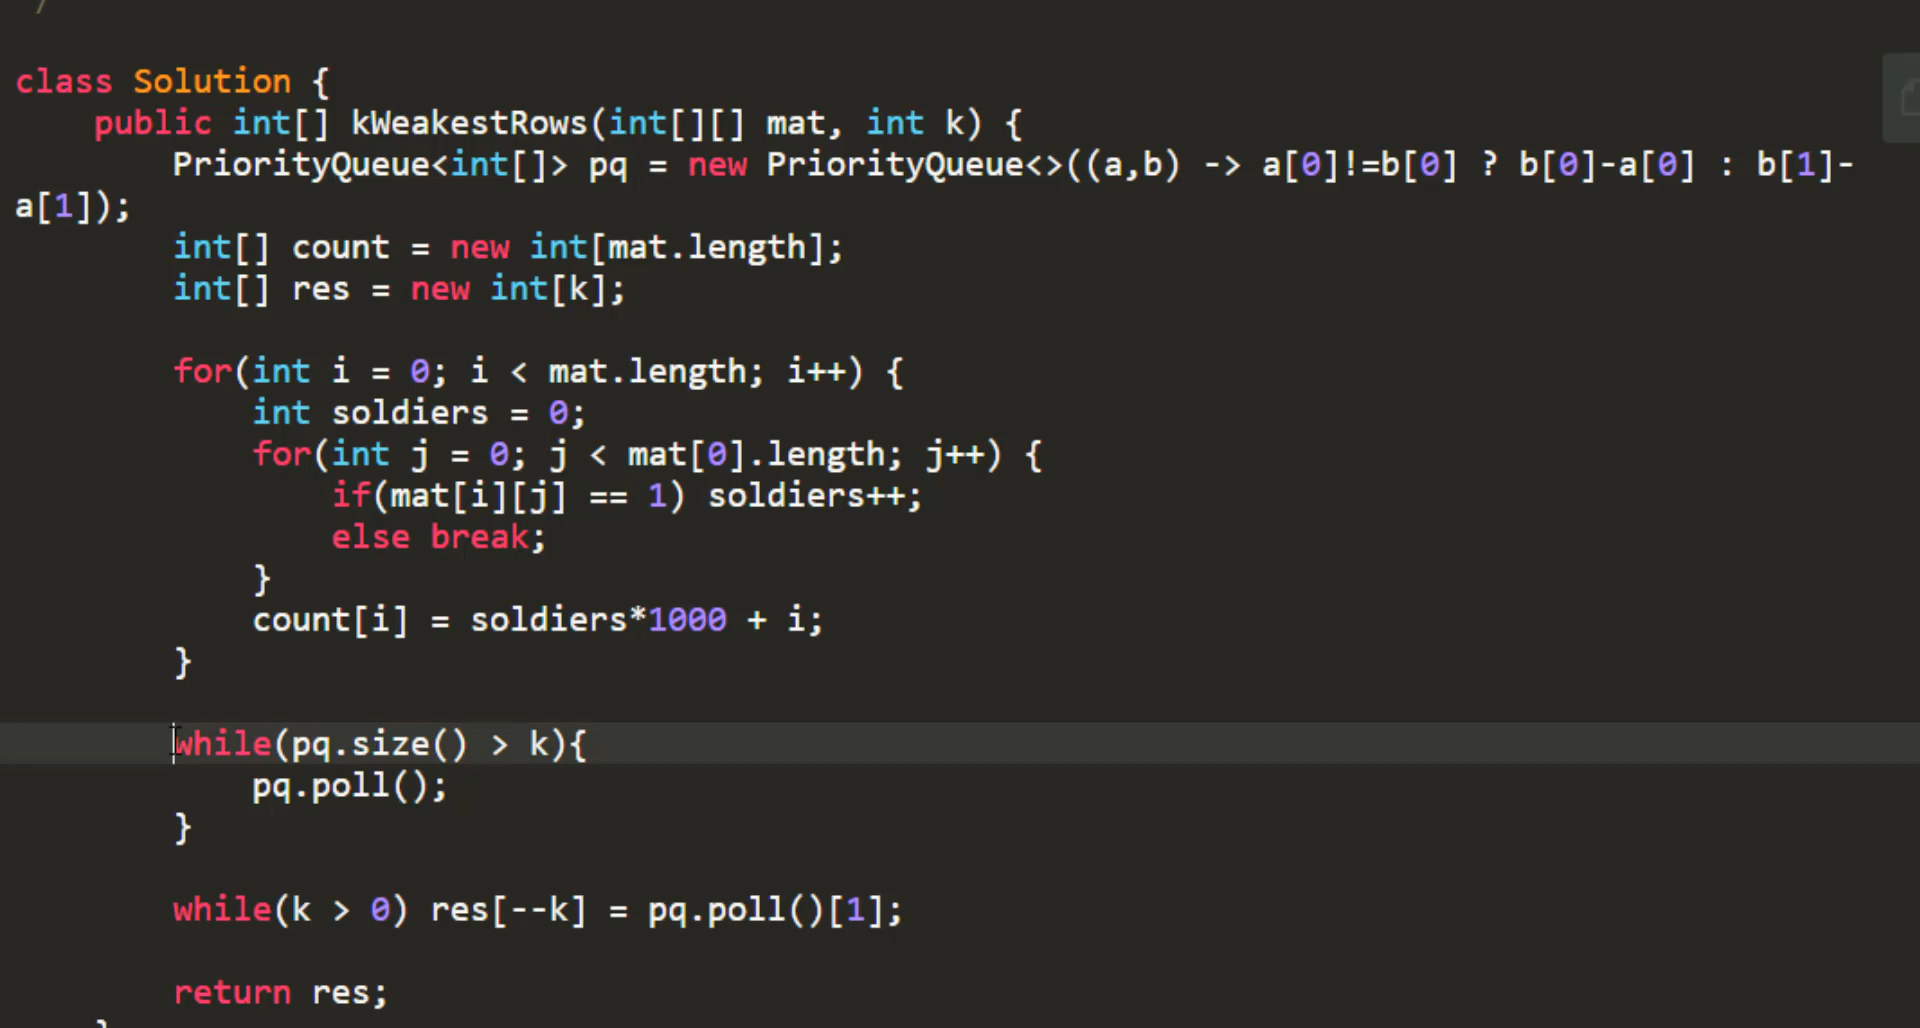 /
class Solution {
    public int[] kWeakestRows(int[][] mat, int k) {
        PriorityQueue<int[]> pq = new PriorityQueue<>((a,b) -> a[0]!=b[0] ? b[0]-a[0] : b[1]-
a[1]);
        int[] count = new int[mat.length];
        int[] res = new int[k];
        for(int i = 0; i < mat.length; i++) {
            int soldiers = 0;
            for(int j = 0; j < mat[0].length; j++) {
                if(mat[i][j] == 1) soldiers++;
                else break;
            }
            count[i] = soldiers*1000 + i;
        }
        while(pq.size() > k){
            pq.poll();
        }
        while(k > 0) res[--k] = pq.poll()[1];
        return res;
    }